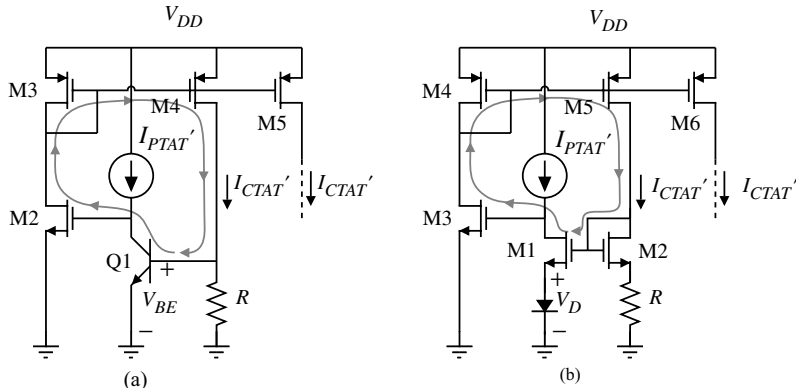 V_DD
M3
M4
M5
I_PTAT′
I_CTAT′
I_CTAT′
M2
Q1
+
V_BE
−
R
(a)
V_DD
M4
M5
M6
I_PTAT′
I_CTAT′
I_CTAT′
M3
M1
M2
+
V_D
−
R
(b)